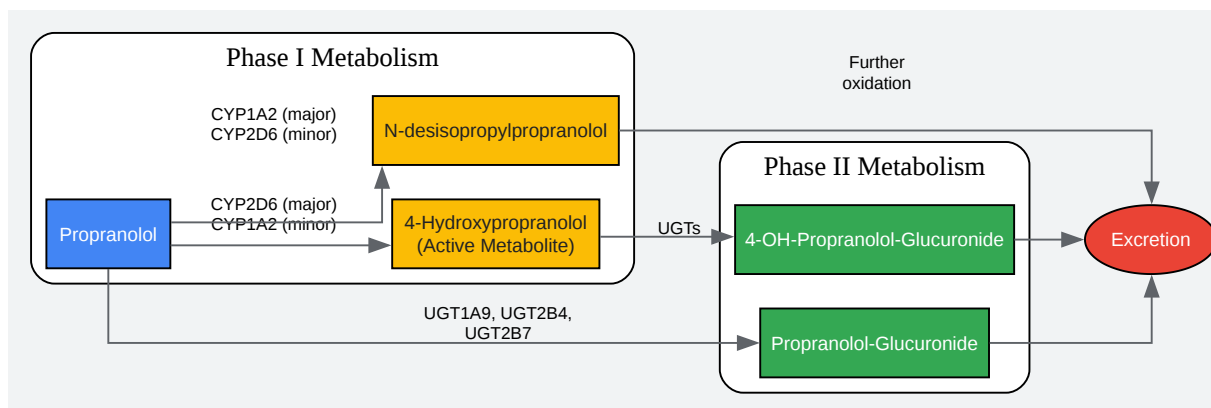 Phase I Metabolism
Further
oxidation
CYP1A2 (major)
CYP2D6 (minor)
N-desisopropylpropranolol
Phase II Metabolism
CYP2D6 (major)
CYP1A2 (minor)
Propranolol
4-Hydroxypropranolol
(Active Metabolite)
UGTs
4-OH-Propranolol-Glucuronide
Excretion
UGT1A9, UGT2B4,
UGT2B7
Propranolol-Glucuronide